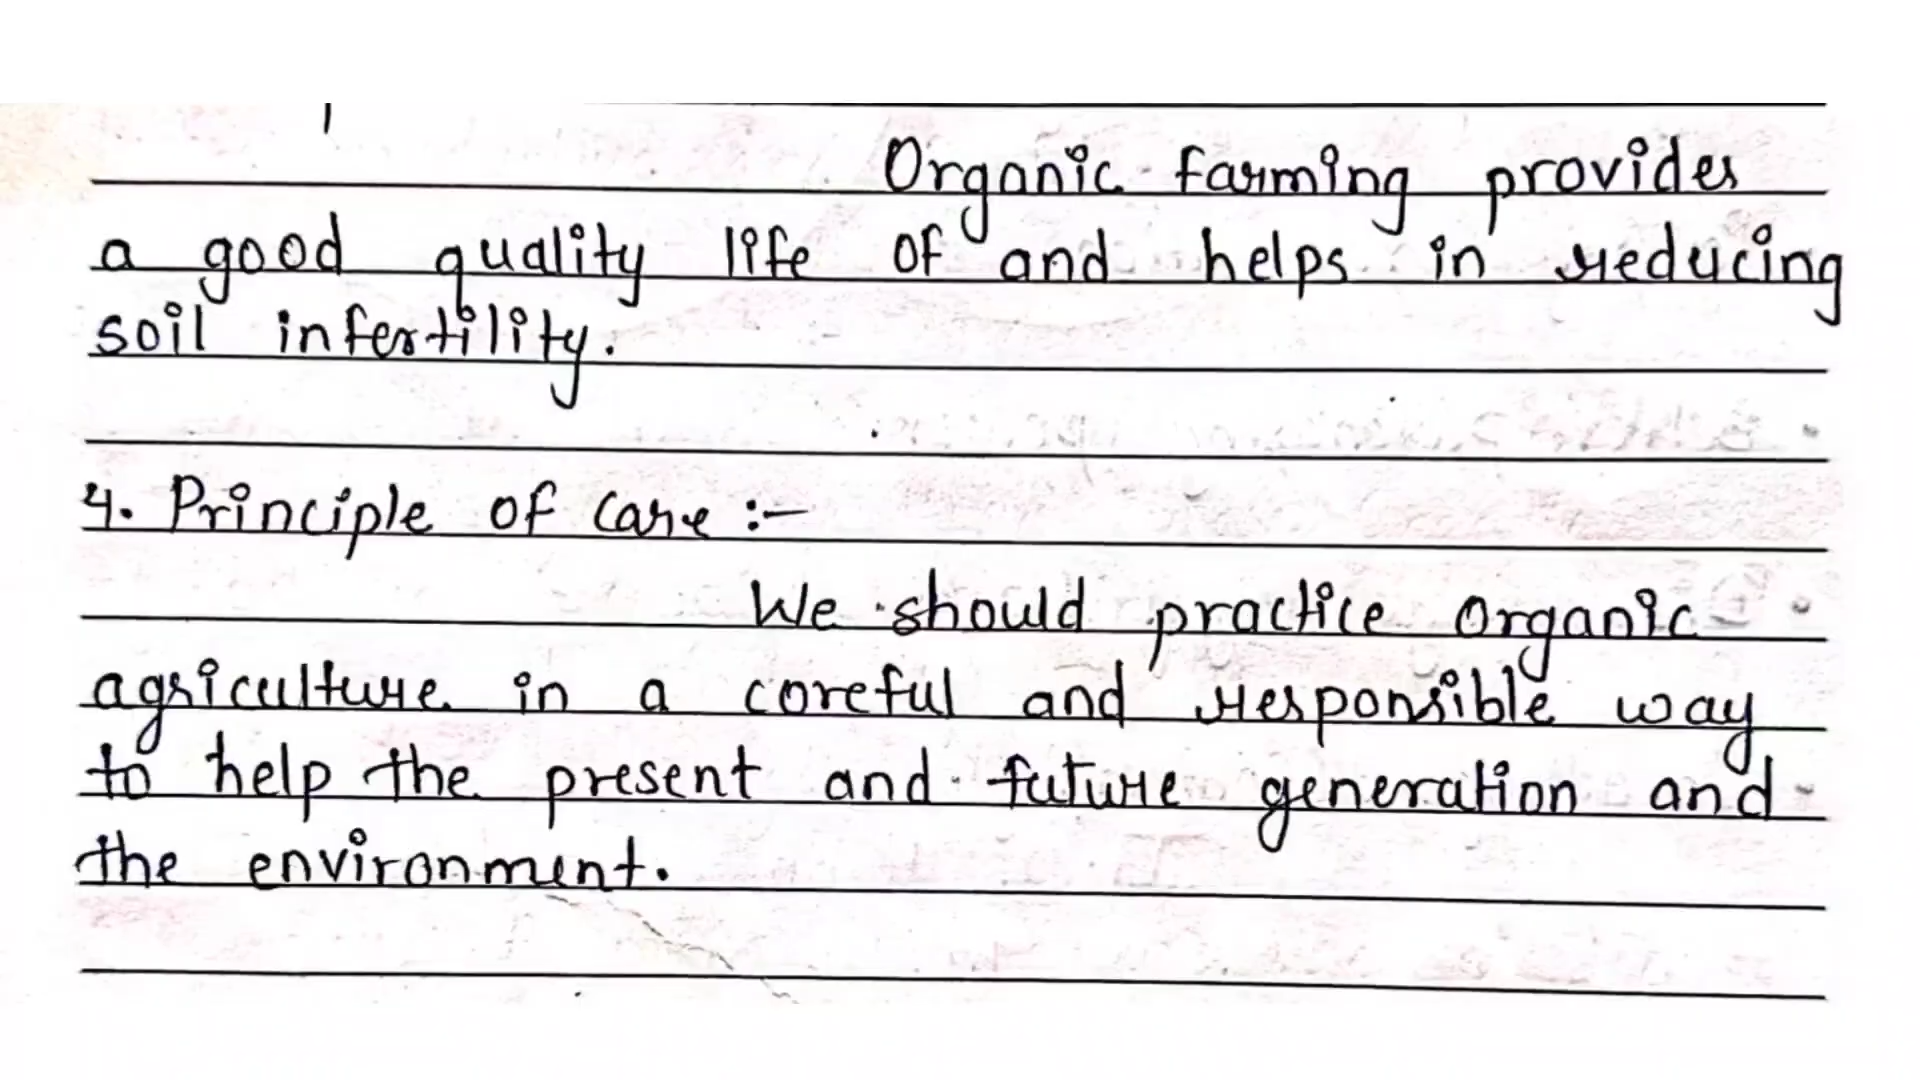 Organic farming provides
a good quality life of and helps in reducing
soil infertility.
4. Principle of care :-
We should practice organic
agriculture in a coreful and responsible way
to help the present and future generation and
the environment.